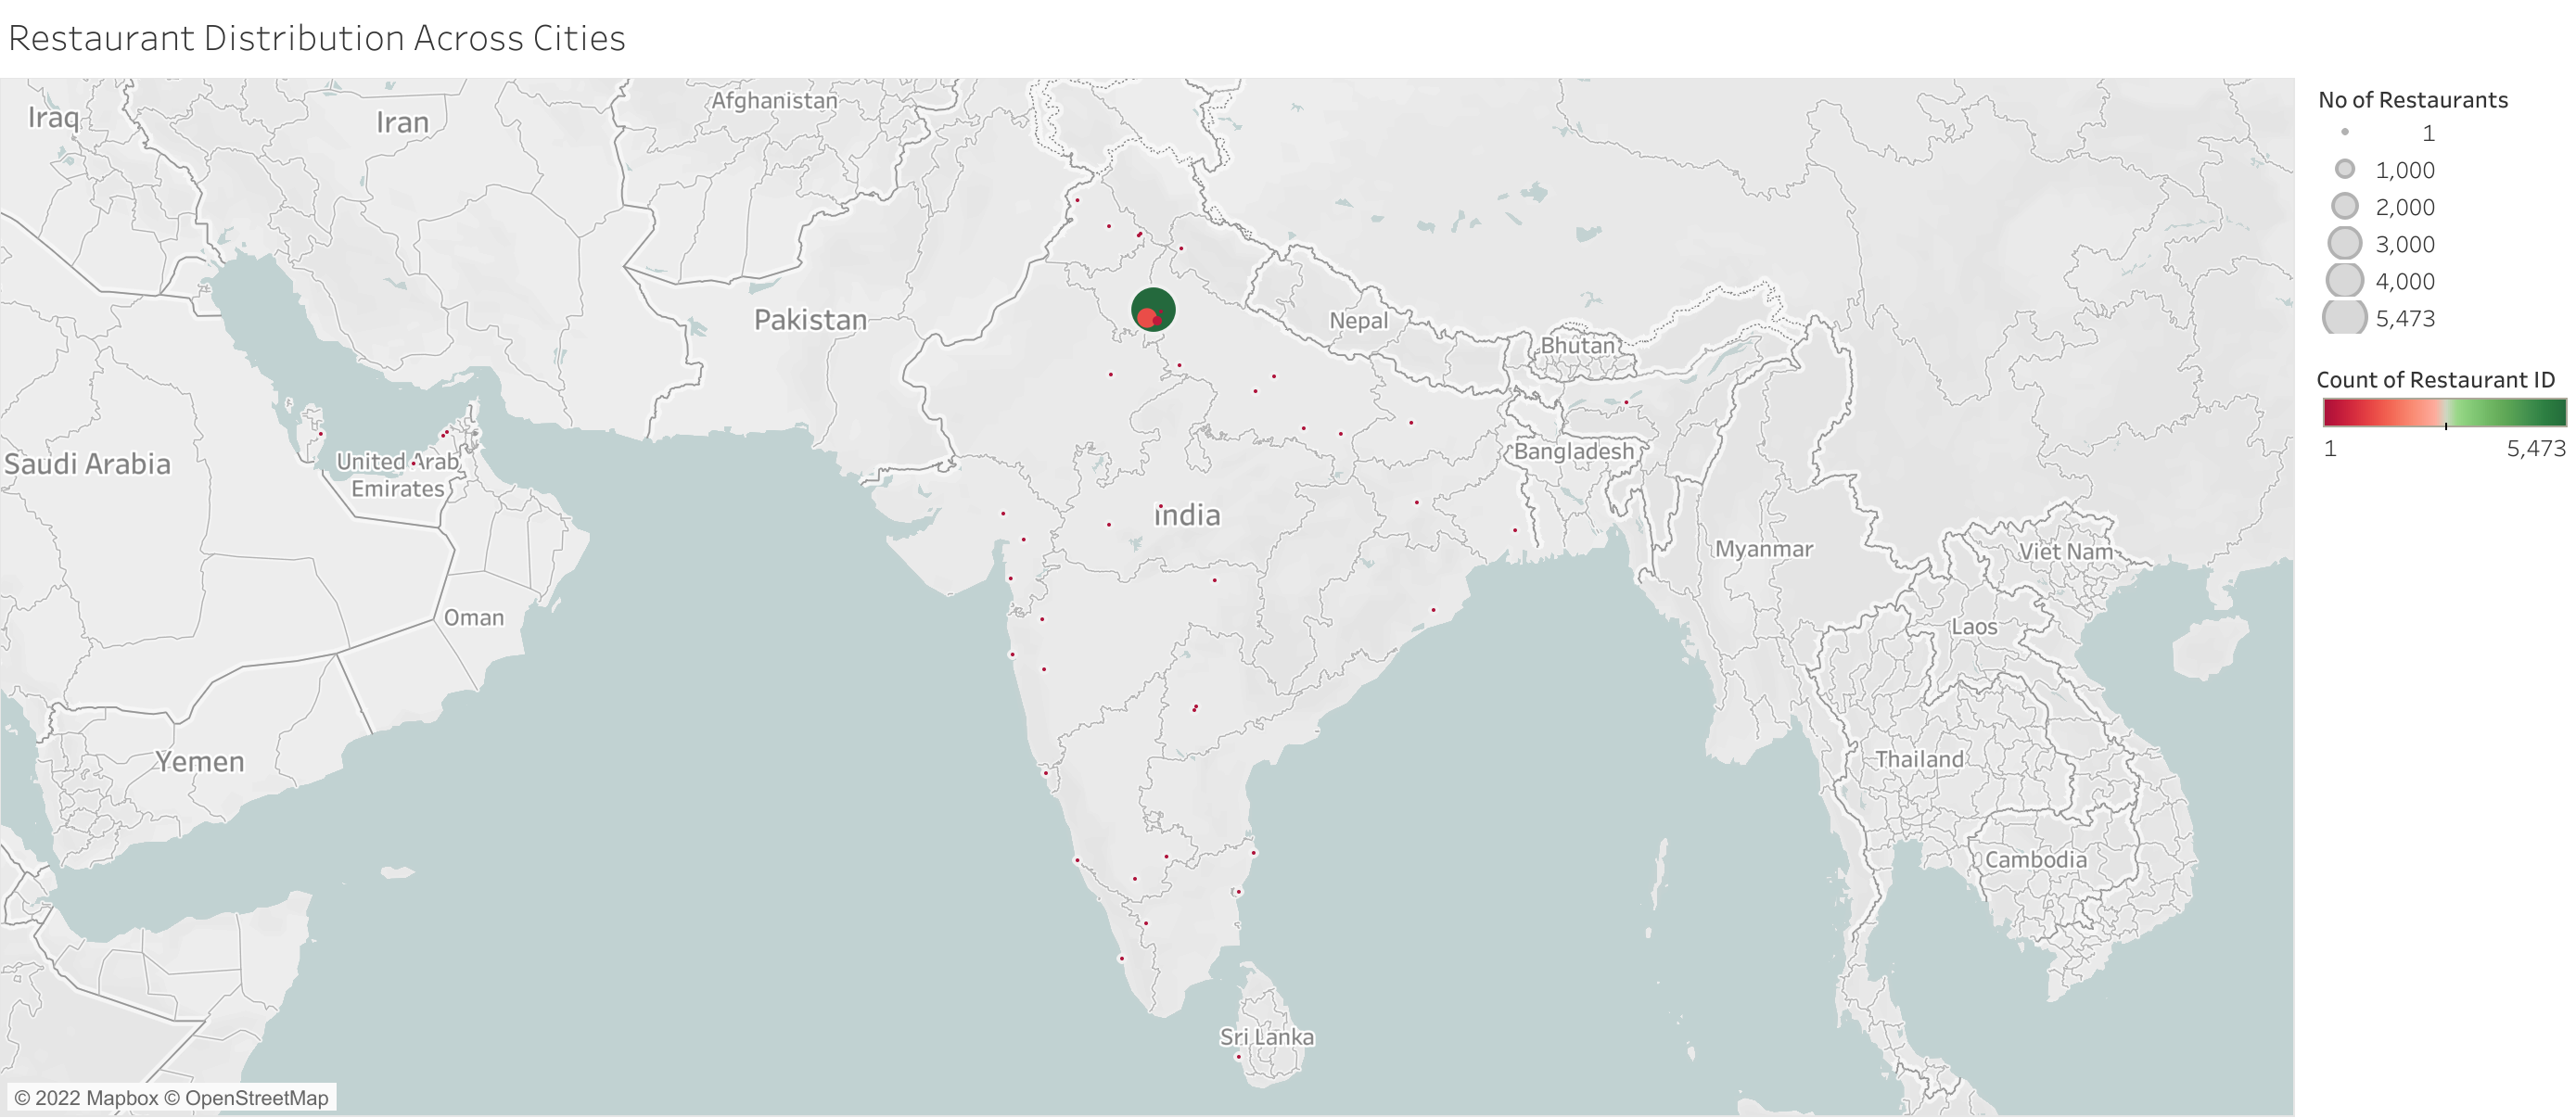 Restaurant Distribution Across Cities
Iraq
Iran
Afghanistan
Pakistan
Nepal
Bhutan
Saudi Arabia
United Arab
Emirates
Bangladesh
India
Myanmar
Viet Nam
Oman
Laos
Yemen
Thailand
Cambodia
Sri Lanka
© 2022 Mapbox © OpenStreetMap
No of Restaurants
1
1,000
2,000
3,000
4,000
5,473
Count of Restaurant ID
1 5,473